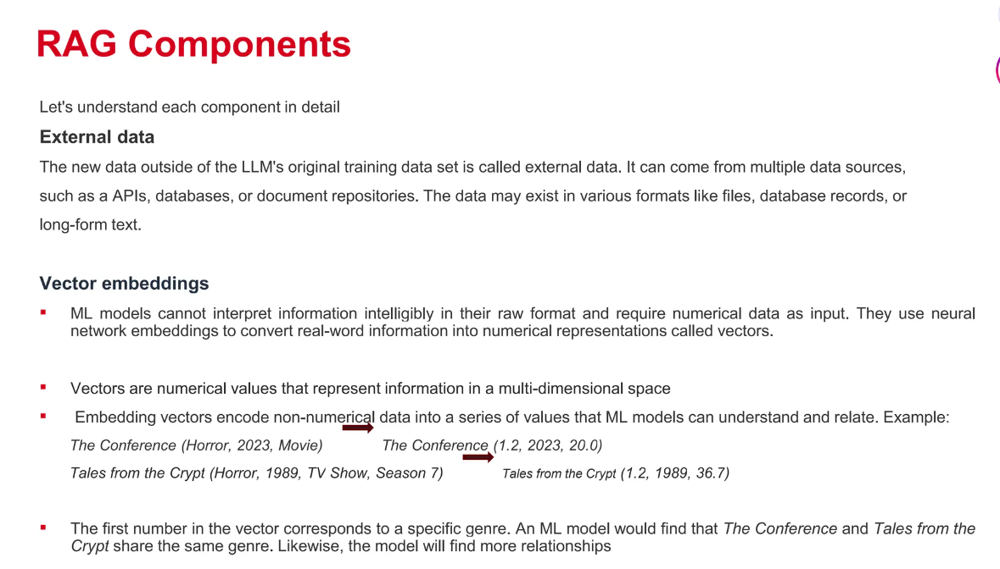 RAG Components
Let's understand each component in detail
External data
The new data outside of the LLM's original training data set is called external data. It can come from multiple data sources,
such as a APIs, databases, or document repositories. The data may exist in various formats like files, database records, or
long-form text.
Vector embeddings
ML models cannot interpret information intelligibly in their raw format and require numerical data as input. They use neural
network embeddings to convert real-word information into numerical representations called vectors.
Vectors are numerical values that represent information in a multi-dimensional space
Embedding vectors encode non-numerical data into a series of values that ML models can understand and relate. Example:
The Conference (Horror, 2023, Movie) The Conference (1.2, 2023, 20.0)
Tales from the Crypt (Horror, 1989, TV Show, Season 7) Tales from the Crypt (1.2, 1989, 36.7)
The first number in the vector corresponds to a specific genre. An ML model would find that The Conference and Tales from the
Crypt share the same genre. Likewise, the model will find more relationships